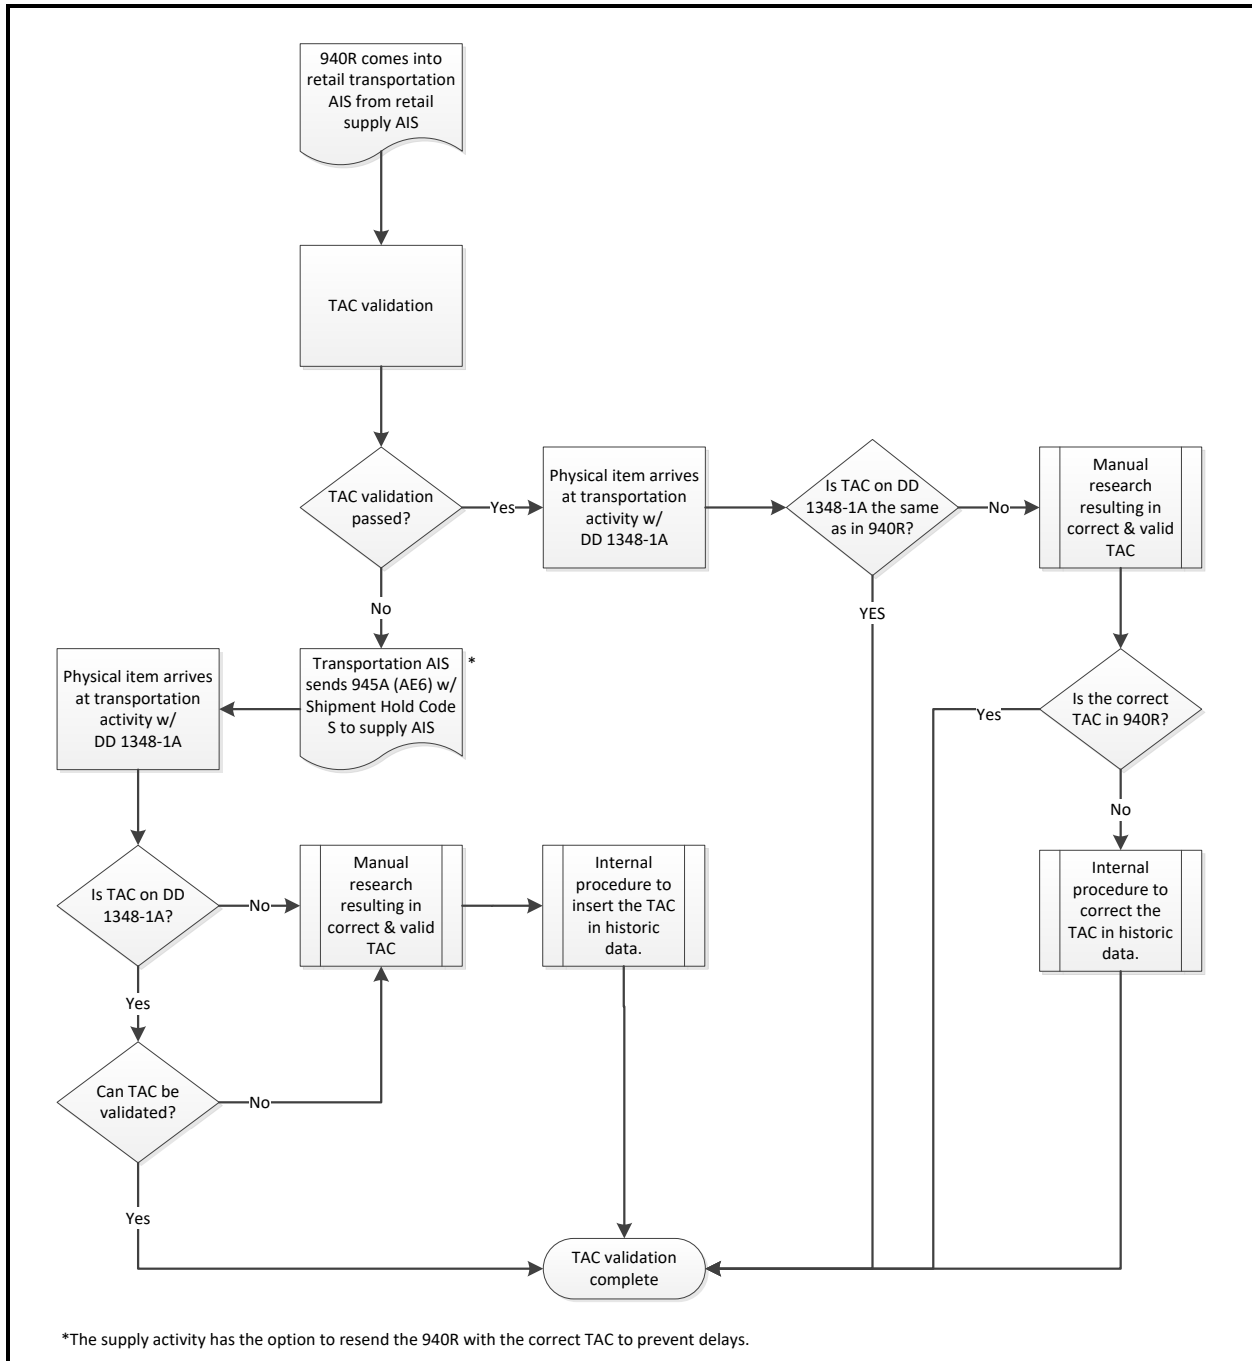 940R comes into
retail transportation
AIS from retail
supply AIS
TAC validation
TAC validation
passed?
Yes
Physical item arrives
at transportation
activity w/
DD 1348-1A
Is TAC on DD
1348-1A the same
as in 940R?
No
Manual
research
resulting in
correct & valid
TAC
No
YES
Transportation AIS
sends 945A (AE6) w/
Shipment Hold Code
S to supply AIS
*
Physical item arrives
at transportation
activity w/
DD 1348-1A
Is the correct
TAC in 940R?
Yes
No
Is TAC on DD
1348-1A?
No
Manual
research
resulting in
correct & valid
TAC
Internal
procedure to
insert the TAC
in historic
data.
Internal
procedure to
correct the
TAC in historic
data.
Yes
Can TAC be
validated?
No
Yes
TAC validation
complete
*The supply activity has the option to resend the 940R with the correct TAC to prevent delays.